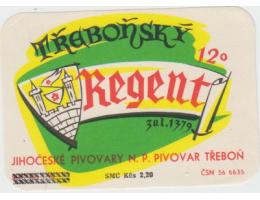 TŘEBOŇSKÝ
12°
Regent
zal. 1379
JIHOČESKÉ PIVOVARY N. P. PIVOVAR TŘEBOŇ
SMC Kčs 2,20
ČSN 56 6635